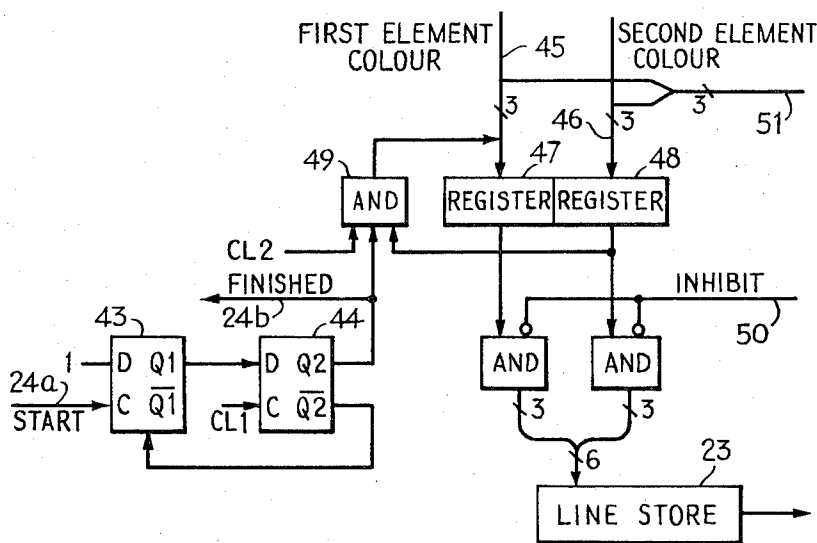 FIRST ELEMENT
COLOUR
45
SECOND ELEMENT
COLOUR
3
46
3
3
51
49
47
48
AND
REGISTER
REGISTER
CL2
FINISHED
24b
INHIBIT
50
43
44
1
D Q1
C Q1
D Q2
C Q2
24a
START
CL1
AND
AND
3
3
6
23
LINE STORE